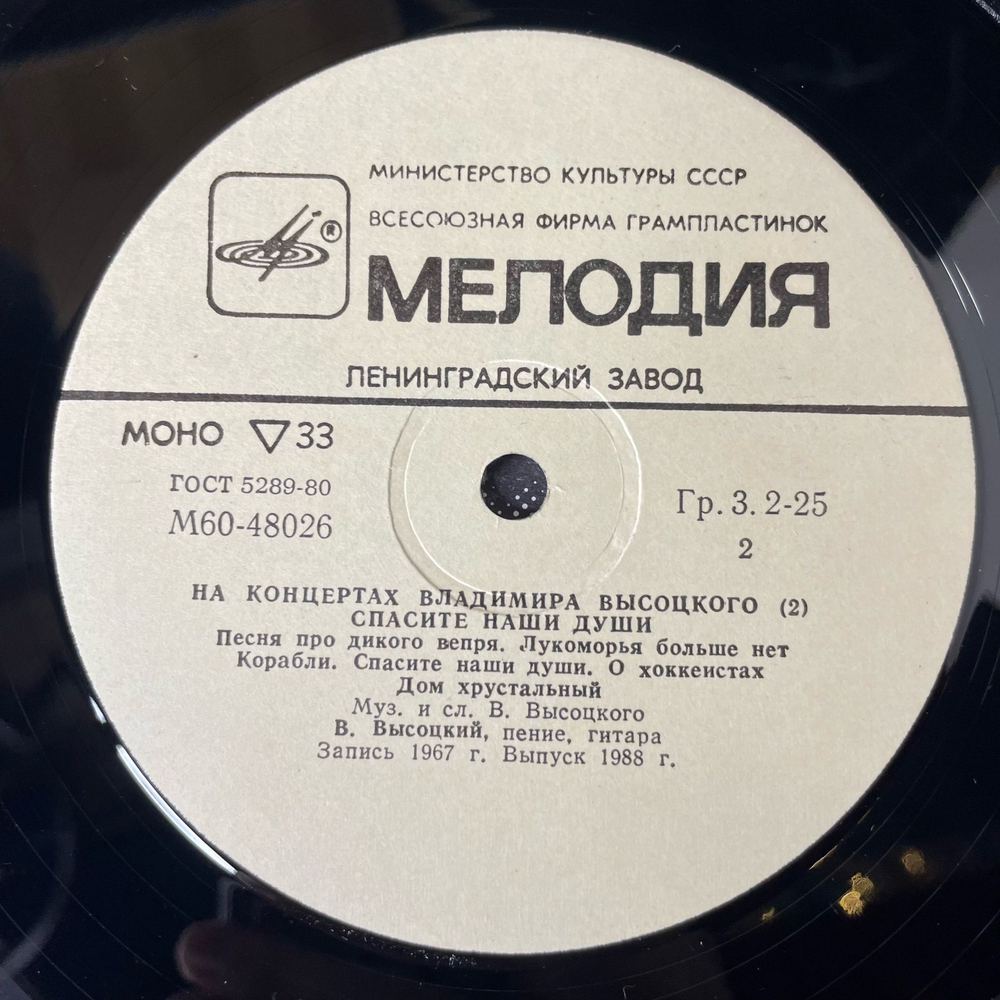 МИНИСТЕРСТВО КУЛЬТУРЫ СССР
ВСЕСОЮЗНАЯ ФИРМА ГРАМПЛАСТИНОК
®
МЕЛОДИЯ
ЛЕНИНГРАДСКИЙ ЗАВОД
МОНО ▽33
ГОСТ 5289-80
М60-48026
Гр. 3. 2-25
2
НА КОНЦЕРТАХ ВЛАДИМИРА ВЫСОЦКОГО (2)
СПАСИТЕ НАШИ ДУШИ
Песня про дикого вепря. Лукоморья больше нет
Корабли. Спасите наши души. О хоккеистах
Дом хрустальный
Муз. и сл. В. Высоцкого
В. Высоцкий, пение, гитара
Запись 1967 г. Выпуск 1988 г.